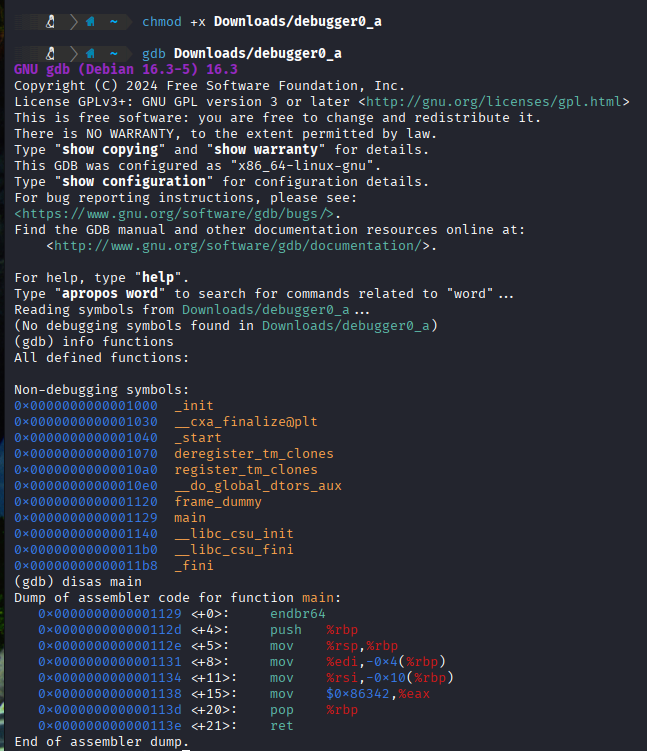 ~ chmod +x Downloads/debugger0_a
~ gdb Downloads/debugger0_a
GNU gdb (Debian 16.3-5) 16.3
Copyright (C) 2024 Free Software Foundation, Inc.
License GPLv3+: GNU GPL version 3 or later <http://gnu.org/licenses/gpl.html>
This is free software: you are free to change and redistribute it.
There is NO WARRANTY, to the extent permitted by law.
Type "show copying" and "show warranty" for details.
This GDB was configured as "x86_64-linux-gnu".
Type "show configuration" for configuration details.
For bug reporting instructions, please see:
<https://www.gnu.org/software/gdb/bugs/>.
Find the GDB manual and other documentation resources online at:
    <http://www.gnu.org/software/gdb/documentation/>.

For help, type "help".
Type "apropos word" to search for commands related to "word"...
Reading symbols from Downloads/debugger0_a...
(No debugging symbols found in Downloads/debugger0_a)
(gdb) info functions
All defined functions:

Non-debugging symbols:
0x0000000000001000  _init
0x0000000000001030  __cxa_finalize@plt
0x0000000000001040  _start
0x0000000000001070  deregister_tm_clones
0x00000000000010a0  register_tm_clones
0x00000000000010e0  __do_global_dtors_aux
0x0000000000001120  frame_dummy
0x0000000000001129  main
0x0000000000001140  __libc_csu_init
0x00000000000011b0  __libc_csu_fini
0x00000000000011b8  _fini
(gdb) disas main
Dump of assembler code for function main:
   0x0000000000001129 <+0>:     endbr64
   0x000000000000112d <+4>:     push   %rbp
   0x000000000000112e <+5>:     mov    %rsp,%rbp
   0x0000000000001131 <+8>:     mov    %edi,-0x4(%rbp)
   0x0000000000001134 <+11>:    mov    %rsi,-0x10(%rbp)
   0x0000000000001138 <+15>:    mov    $0x86342,%eax
   0x000000000000113d <+20>:    pop    %rbp
   0x000000000000113e <+21>:    ret
End of assembler dump.